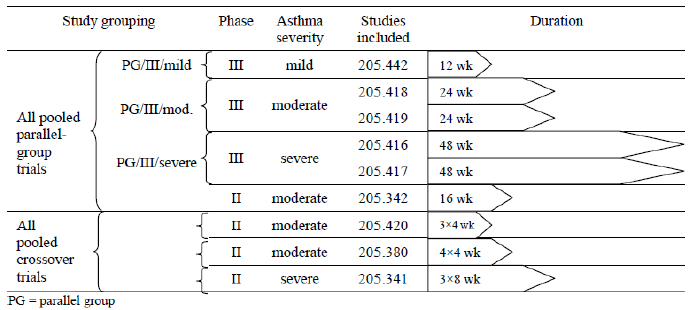 Study grouping Phase Asthma severity Studies included Duration
PG/III/mild III mild 205.442 12 wk
PG/III/mod. III moderate 205.418 24 wk
205.419 24 wk
All pooled parallel-group trials
PG/III/severe III severe 205.416 48 wk
205.417 48 wk
II moderate 205.342 16 wk
All pooled crossover trials
II moderate 205.420 3×4 wk
II moderate 205.380 4×4 wk
II severe 205.341 3×8 wk
PG = parallel group